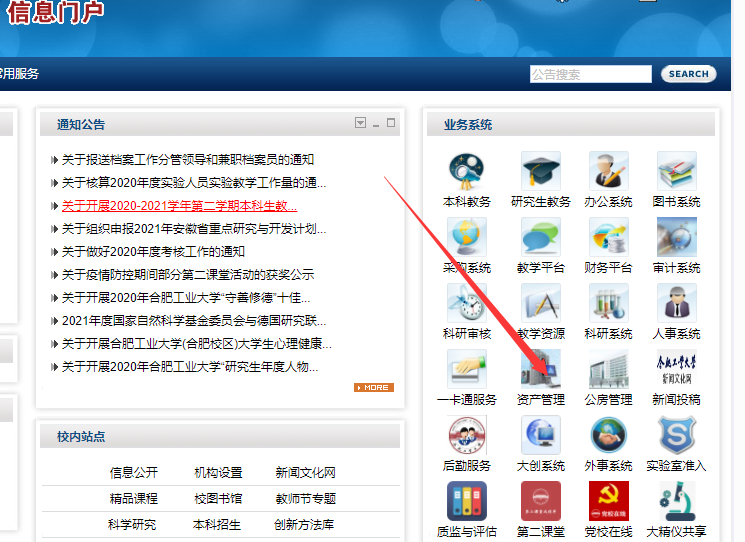 信息门户
常用服务
公告搜索 SEARCH
通知公告
关于报送档案工作分管领导和兼职档案员的通知
关于核算2020年度实验人员实验教学工作量的通...
关于开展2020-2021学年第二学期本科生教...
关于组织申报2021年安徽省重点研究与开发计划...
关于做好2020年度考核工作的通知
关于疫情防控期间部分第二课堂活动的获奖公示
关于开展2020年合肥工业大学“守善修德”十佳...
2021年度国家自然科学基金委员会与德国研究联...
关于开展合肥工业大学(合肥校区)大学生心理健康...
关于开展2020年合肥工业大学“研究生年度人物...
MORE
校内站点
信息公开 机构设置 新闻文化网
精品课程 校图书馆 教师节专题
科学研究 本科招生 创新方法库
业务系统
本科教务 研究生教务 办公系统 图书系统
采购系统 教学平台 财务平台 审计系统
科研审核 教学资源 科研系统 人事系统
合肥工业大学
新闻文化网
一卡通服务 资产管理 公房管理 新闻投稿
后勤服务 大创系统 外事系统 实验室准入
党校在线
质监与评估 第二课堂 党校在线 大精仪共享